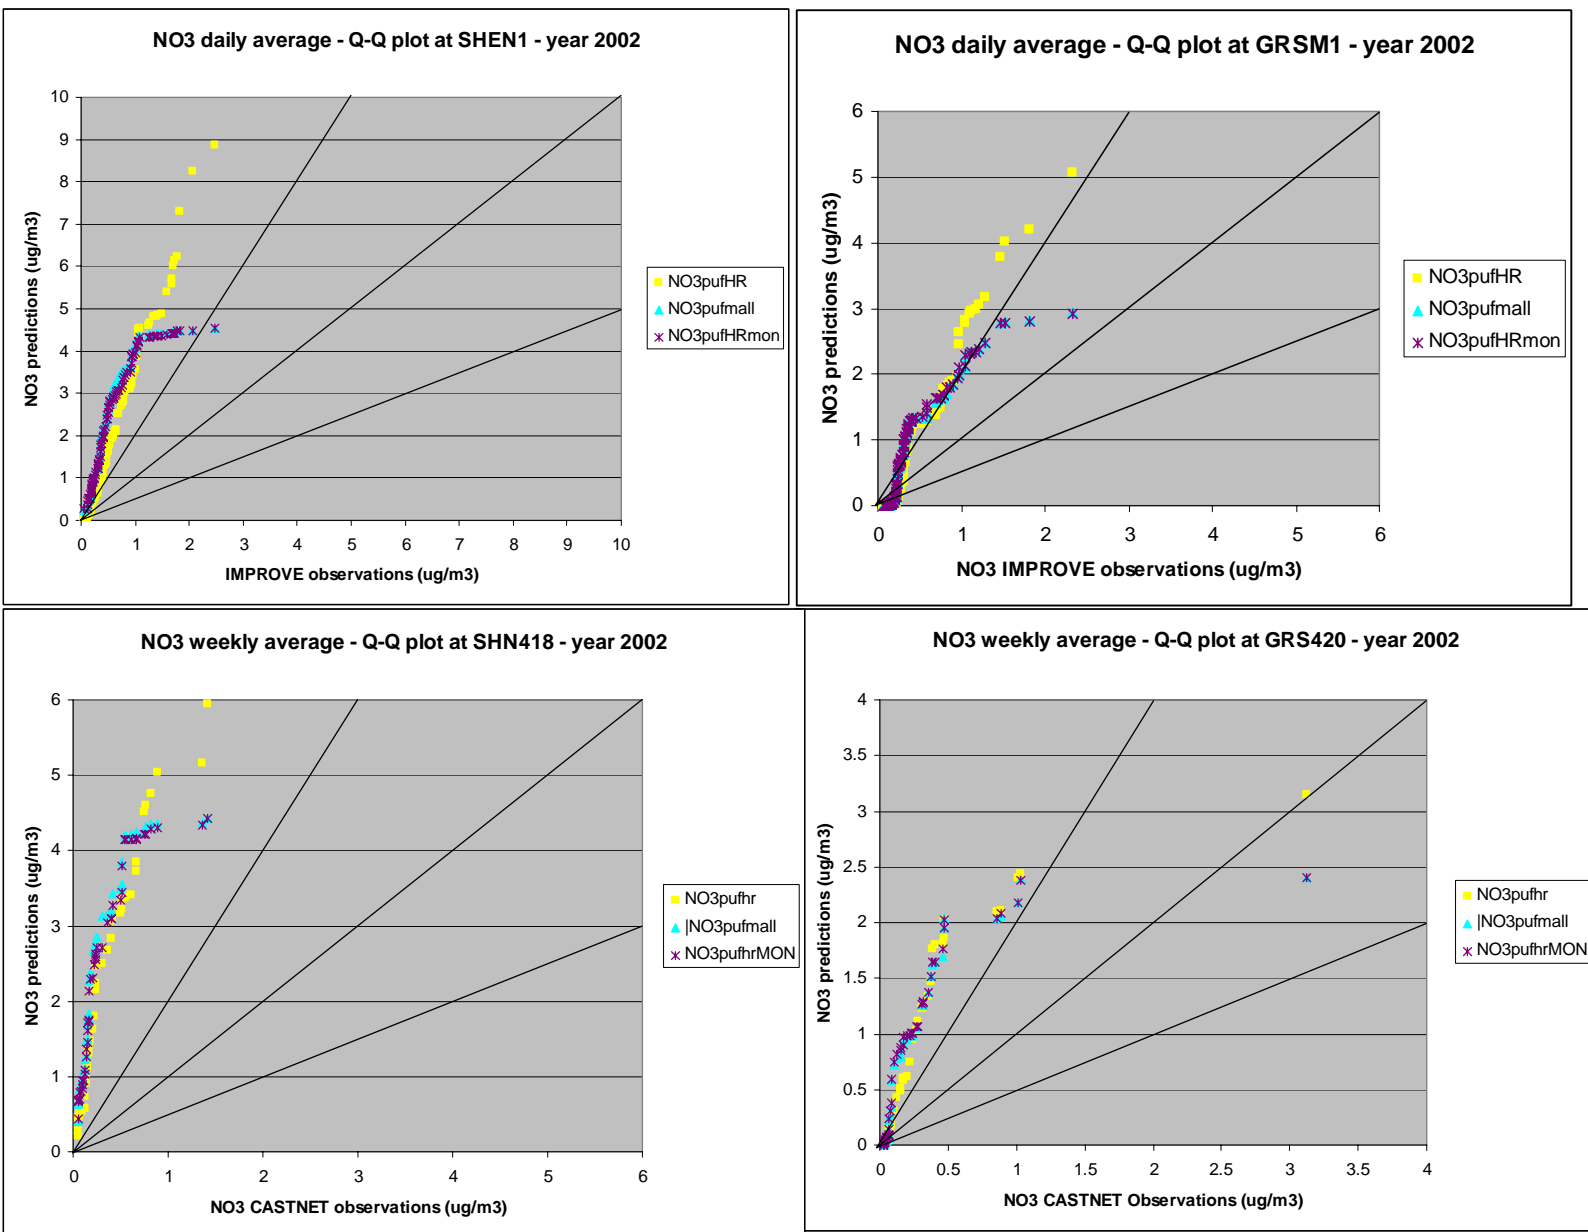 NO3 daily average - Q-Q plot at SHEN1 - year 2002
NO3 predictions (ug/m3)
10
9
8
7
6
5
4
3
2
1
0
0 1 2 3 4 5 6 7 8 9 10
IMPROVE observations (ug/m3)
NO3pufHR
NO3pufmall
NO3pufHRmon
NO3 daily average - Q-Q plot at GRSM1 - year 2002
NO3 predictions (ug/m3)
6
5
4
3
2
1
0
0 1 2 3 4 5 6
NO3 IMPROVE observations (ug/m3)
NO3pufHR
NO3pufmall
NO3pufHRmon
NO3 weekly average - Q-Q plot at SHN418 - year 2002
NO3 predictions (ug/m3)
6
5
4
3
2
1
0
0 1 2 3 4 5 6
NO3 CASTNET observations (ug/m3)
NO3pufhr
|NO3pufmall
NO3pufhrMON
NO3 weekly average - Q-Q plot at GRS420 - year 2002
NO3 predictions (ug/m3)
4
3.5
3
2.5
2
1.5
1
0.5
0
0 0.5 1 1.5 2 2.5 3 3.5 4
NO3 CASTNET Observations (ug/m3)
NO3pufhr
|NO3pufmall
NO3pufhrMON